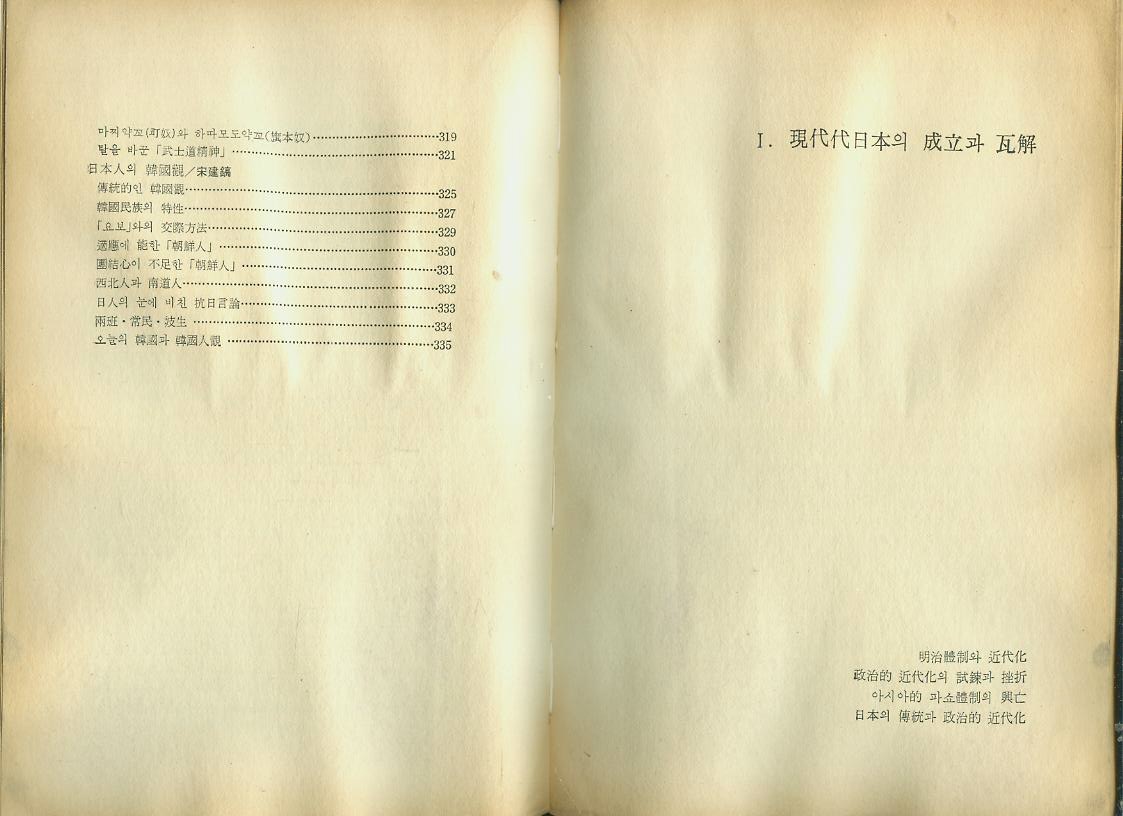 마찌약꼬(町奴)와 하따모도약꼬(旗本奴)……319
탈을 바꾼「武士道精神」……321
日本人의 韓國觀／宋建鎬
傳統的인 韓國觀……325
韓國民族의 特性……327
「요보」와의 交際方法……329
適應에 能한「朝鮮人」……330
團結心이 不足한「朝鮮人」……331
西北人과 南道人……332
日人의 눈에 비친 抗日言論……333
兩班・常民・波生……334
오늘의 韓國과 韓國人觀……335
I. 現代代日本의 成立과 瓦解
明治體制와 近代化
政治的 近代化의 試鍊과 挫折
아시아的 파쇼體制의 興亡
日本의 傳統과 政治的 近代化